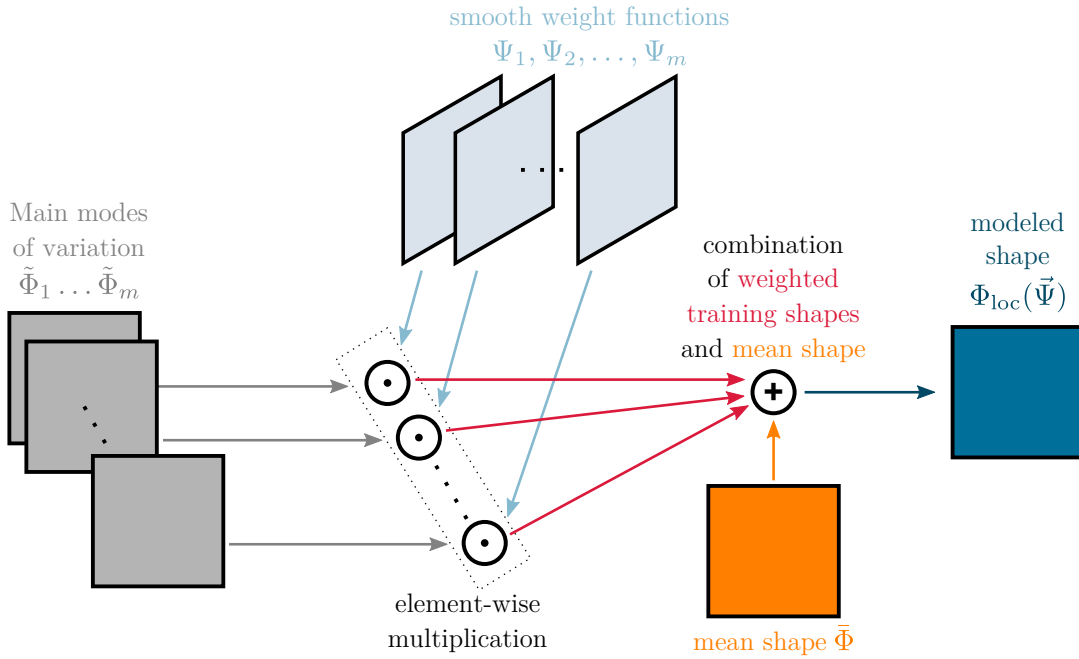 smooth weight functions
Ψ₁, Ψ₂, . . . , Ψₘ
Main modes
of variation
Φ̃₁ . . . Φ̃ₘ
combination
of weighted
training shapes
and mean shape
modeled
shape
Φ_loc(Ψ⃗)
element-wise
multiplication
mean shape Φ̄